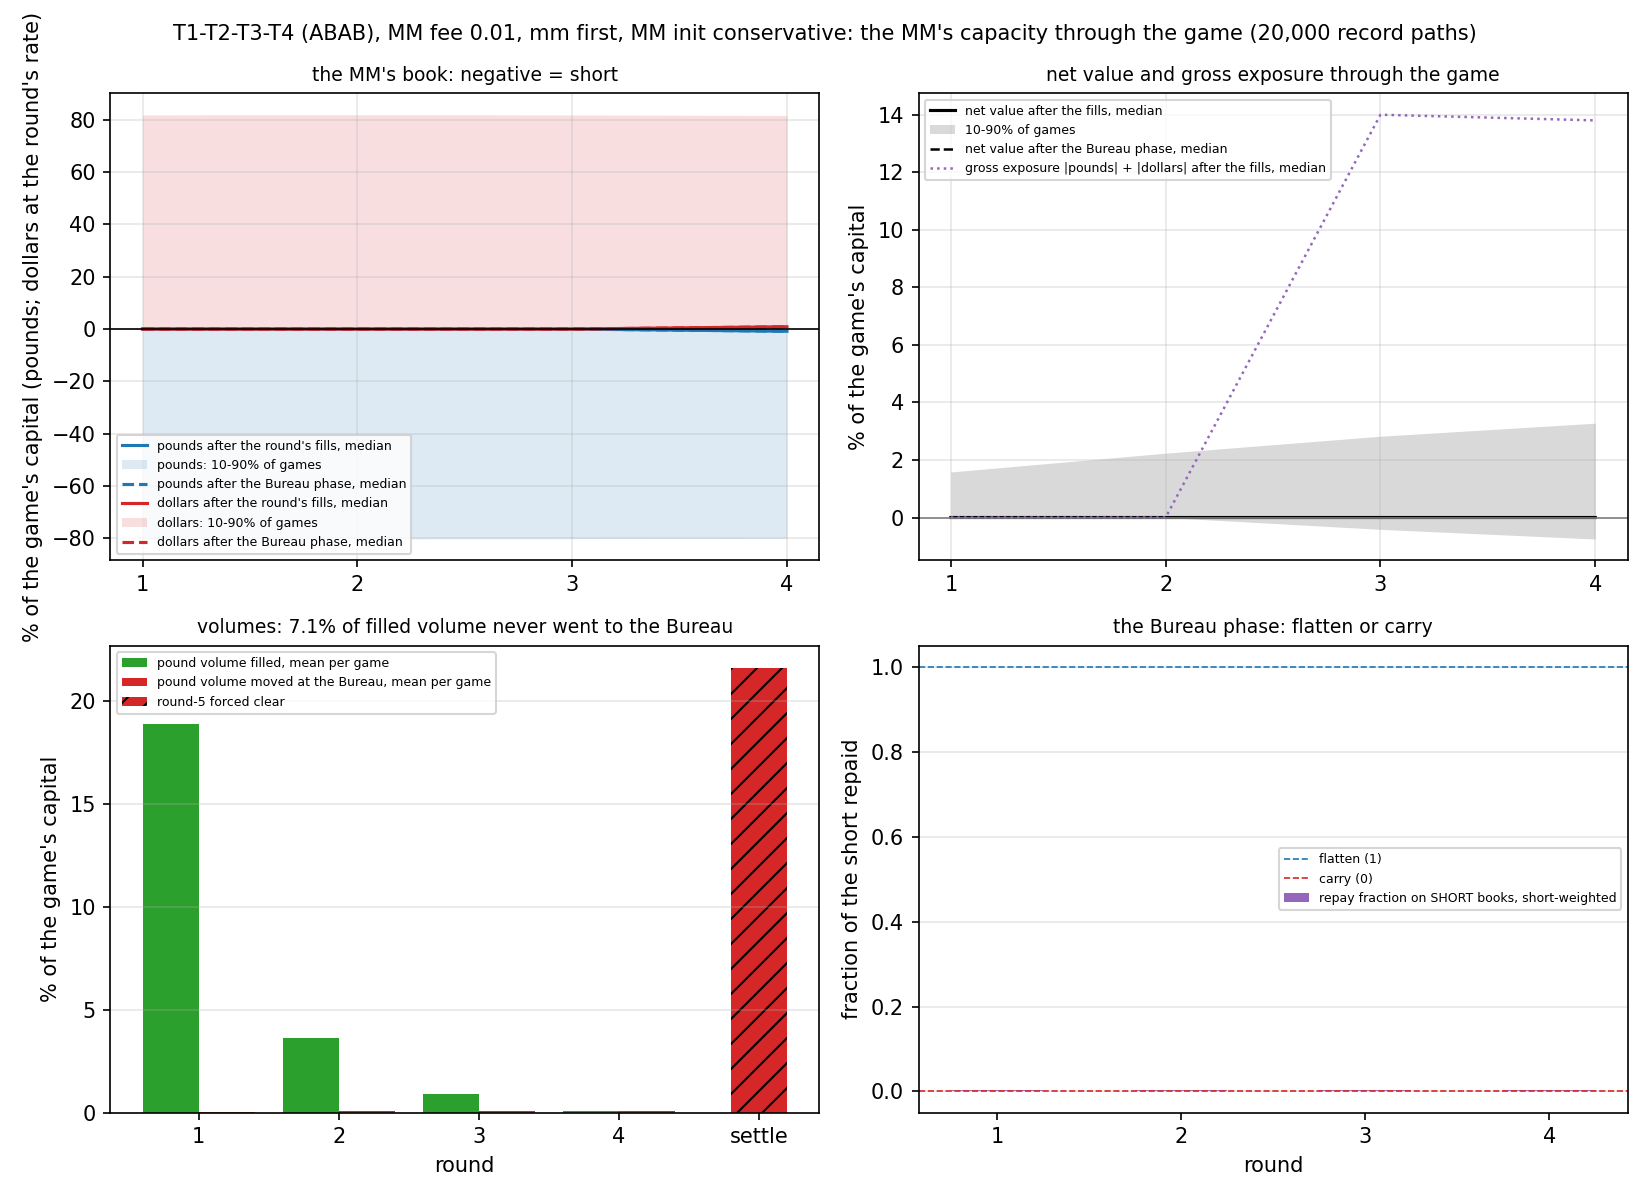 T1-T2-T3-T4 (ABAB), MM fee 0.01, mm first, MM init conservative: the MM's capacity through the game (20,000 record paths)
the MM's book: negative = short
% of the game's capital (pounds; dollars at the round's rate)
80
60
40
20
0
−20
−40
−60
−80
pounds after the round's fills, median
pounds: 10-90% of games
pounds after the Bureau phase, median
dollars after the round's fills, median
dollars: 10-90% of games
dollars after the Bureau phase, median
1 2 3 4
net value and gross exposure through the game
% of the game's capital
14
12
10
8
6
4
2
0
net value after the fills, median
10-90% of games
net value after the Bureau phase, median
gross exposure |pounds| + |dollars| after the fills, median
1 2 3 4
volumes: 7.1% of filled volume never went to the Bureau
% of the game's capital
20
15
10
5
0
pound volume filled, mean per game
pound volume moved at the Bureau, mean per game
round-5 forced clear
1 2 3 4 settle
round
the Bureau phase: flatten or carry
fraction of the short repaid
1.0
0.8
0.6
0.4
0.2
0.0
flatten (1)
carry (0)
repay fraction on SHORT books, short-weighted
1 2 3 4
round